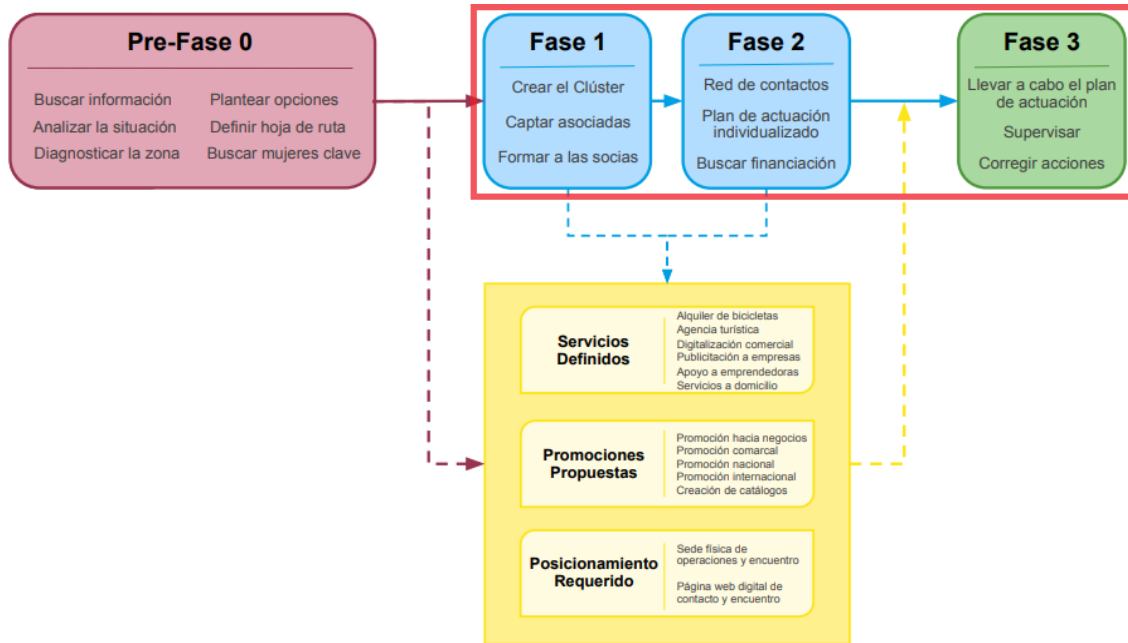 Pre-Fase 0
Buscar información
Analizar la situación
Diagnosticar la zona
Plantear opciones
Definir hoja de ruta
Buscar mujeres clave
Fase 1
Crear el Clúster
Captar asociadas
Formar a las socias
Fase 2
Red de contactos
Plan de actuación
individualizado
Buscar financiación
Fase 3
Llevar a cabo el plan
de actuación
Supervisar
Corregir acciones
Servicios
Definidos
Alquiler de bicicletas
Agencia turística
Digitalización comercial
Publicitación a empresas
Apoyo a emprendedoras
Servicios a domicilio
Promociones
Propuestas
Promoción hacia negocios
Promoción comarcal
Promoción nacional
Promoción internacional
Creación de catálogos
Posicionamiento
Requerido
Sede física de
operaciones y encuentro
Página web digital de
contacto y encuentro